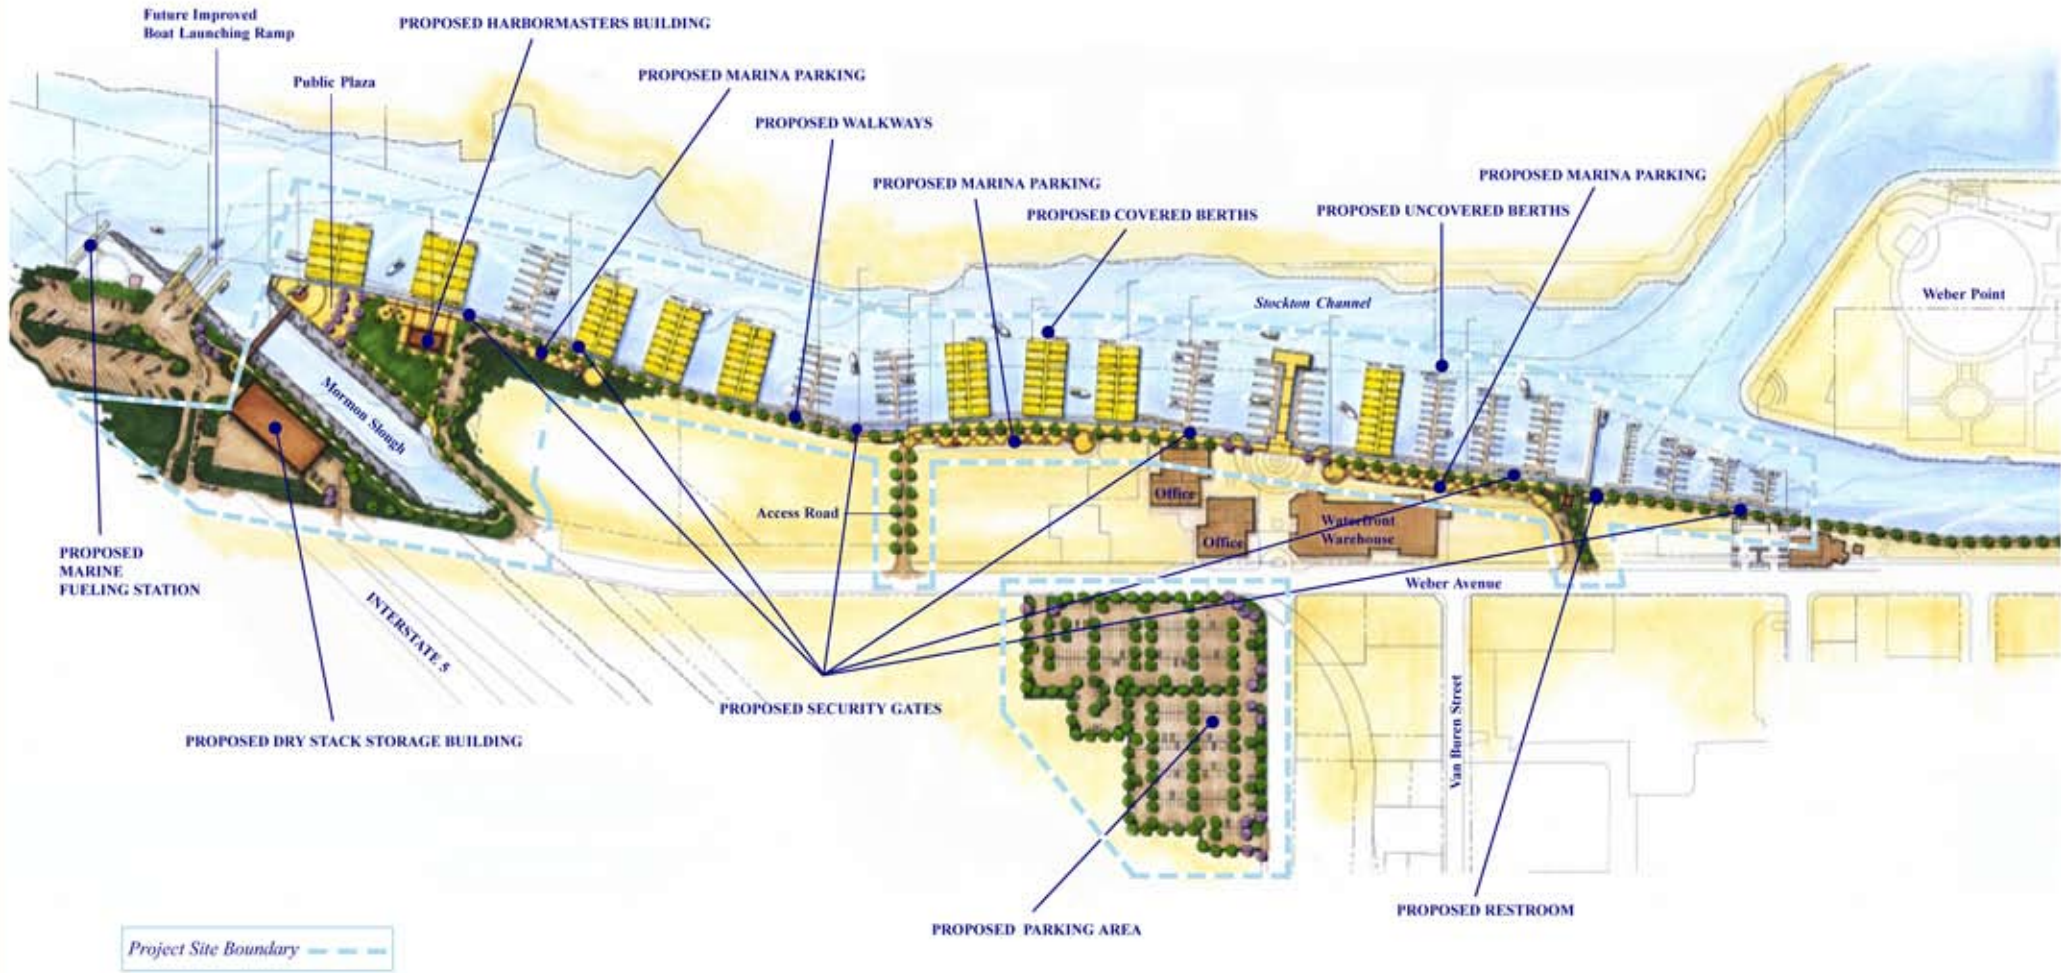 Future Improved
Boat Launching Ramp
PROPOSED HARBORMASTERS BUILDING
Public Plaza
PROPOSED MARINA PARKING
PROPOSED WALKWAYS
PROPOSED MARINA PARKING
PROPOSED COVERED BERTHS
PROPOSED UNCOVERED BERTHS
PROPOSED MARINA PARKING
Stockton Channel
Weber Point
Mormon Slough
Access Road
Office
Office
Waterfront
Warehouse
Weber Avenue
PROPOSED
MARINE
FUELING STATION
INTERSTATE 5
PROPOSED SECURITY GATES
PROPOSED DRY STACK STORAGE BUILDING
Van Buren Street
PROPOSED PARKING AREA
PROPOSED RESTROOM
Project Site Boundary